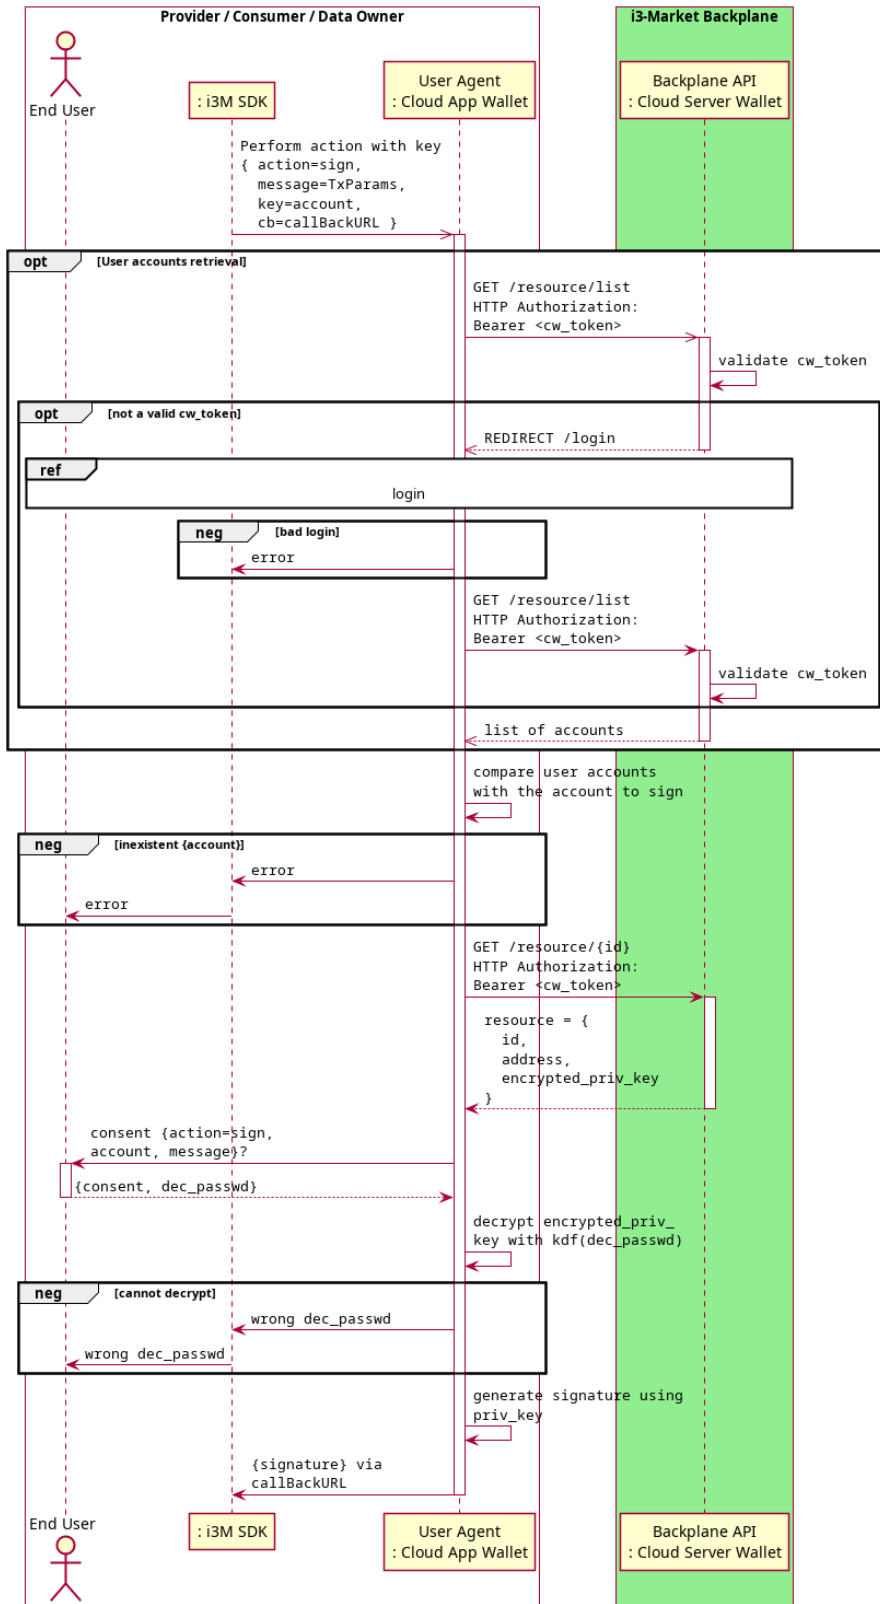 Provider / Consumer / Data Owner
i3-Market Backplane
End User
: i3M SDK
User Agent
: Cloud App Wallet
Backplane API
: Cloud Server Wallet
Perform action with key
{ action=sign,
message=TxParams,
key=account,
cb=callBackURL }
opt [User accounts retrieval]
GET /resource/list
HTTP Authorization:
Bearer <cw_token>
validate cw_token
opt [not a valid cw_token]
REDIRECT /login
ref
login
neg [bad login]
error
GET /resource/list
HTTP Authorization:
Bearer <cw_token>
validate cw_token
list of accounts
compare user accounts
with the account to sign
neg [inexistent {account}]
error
error
GET /resource/{id}
HTTP Authorization:
Bearer <cw_token>
resource = {
id,
address,
encrypted_priv_key
}
consent {action=sign,
account, message}?
{consent, dec_passwd}
decrypt encrypted_priv_
key with kdf(dec_passwd)
neg [cannot decrypt]
wrong dec_passwd
wrong dec_passwd
generate signature using
priv_key
{signature} via
callBackURL
End User
: i3M SDK
User Agent
: Cloud App Wallet
Backplane API
: Cloud Server Wallet